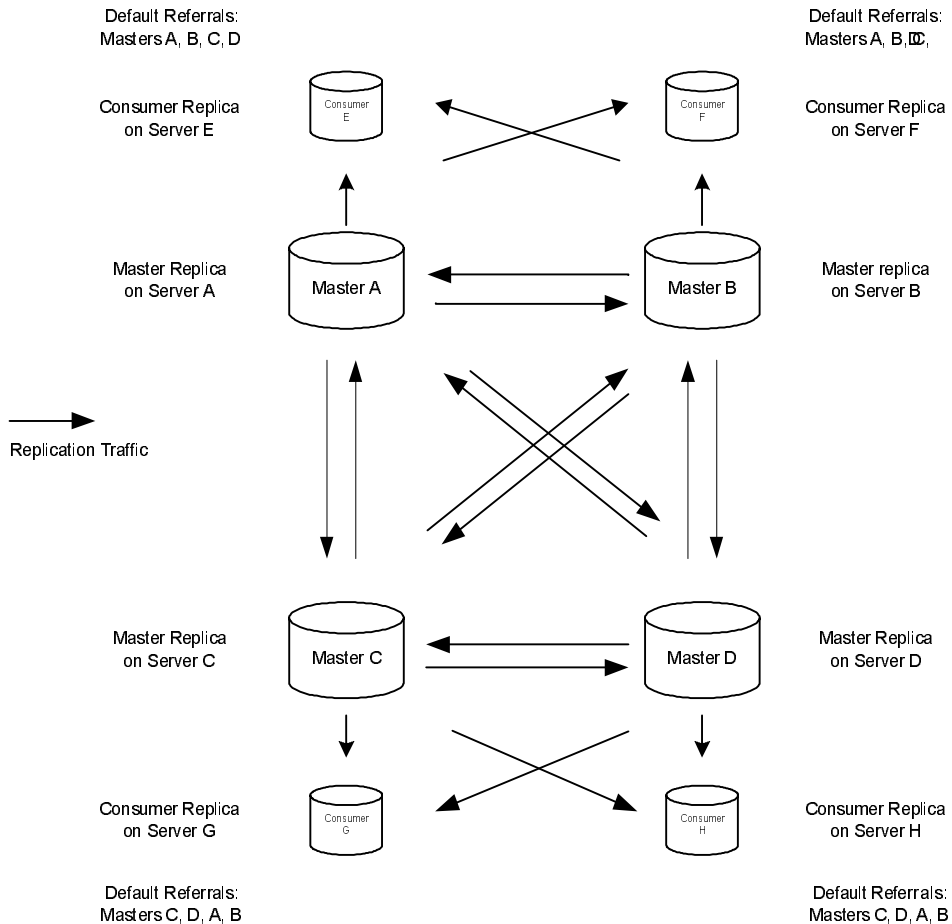 Default Referrals:
Masters A, B, C, D
Default Referrals:
Masters A, B, DC,
Consumer Replica
on Server E
Consumer
E
Consumer
F
Consumer Replica
on Server F
Master Replica
on Server A
Master A
Master B
Master replica
on Server B
Replication Traffic
Master Replica
on Server C
Master C
Master D
Master Replica
on Server D
Consumer Replica
on Server G
Consumer
G
Consumer
H
Consumer Replica
on Server H
Default Referrals:
Masters C, D, A, B
Default Referrals:
Masters C, D, A, B